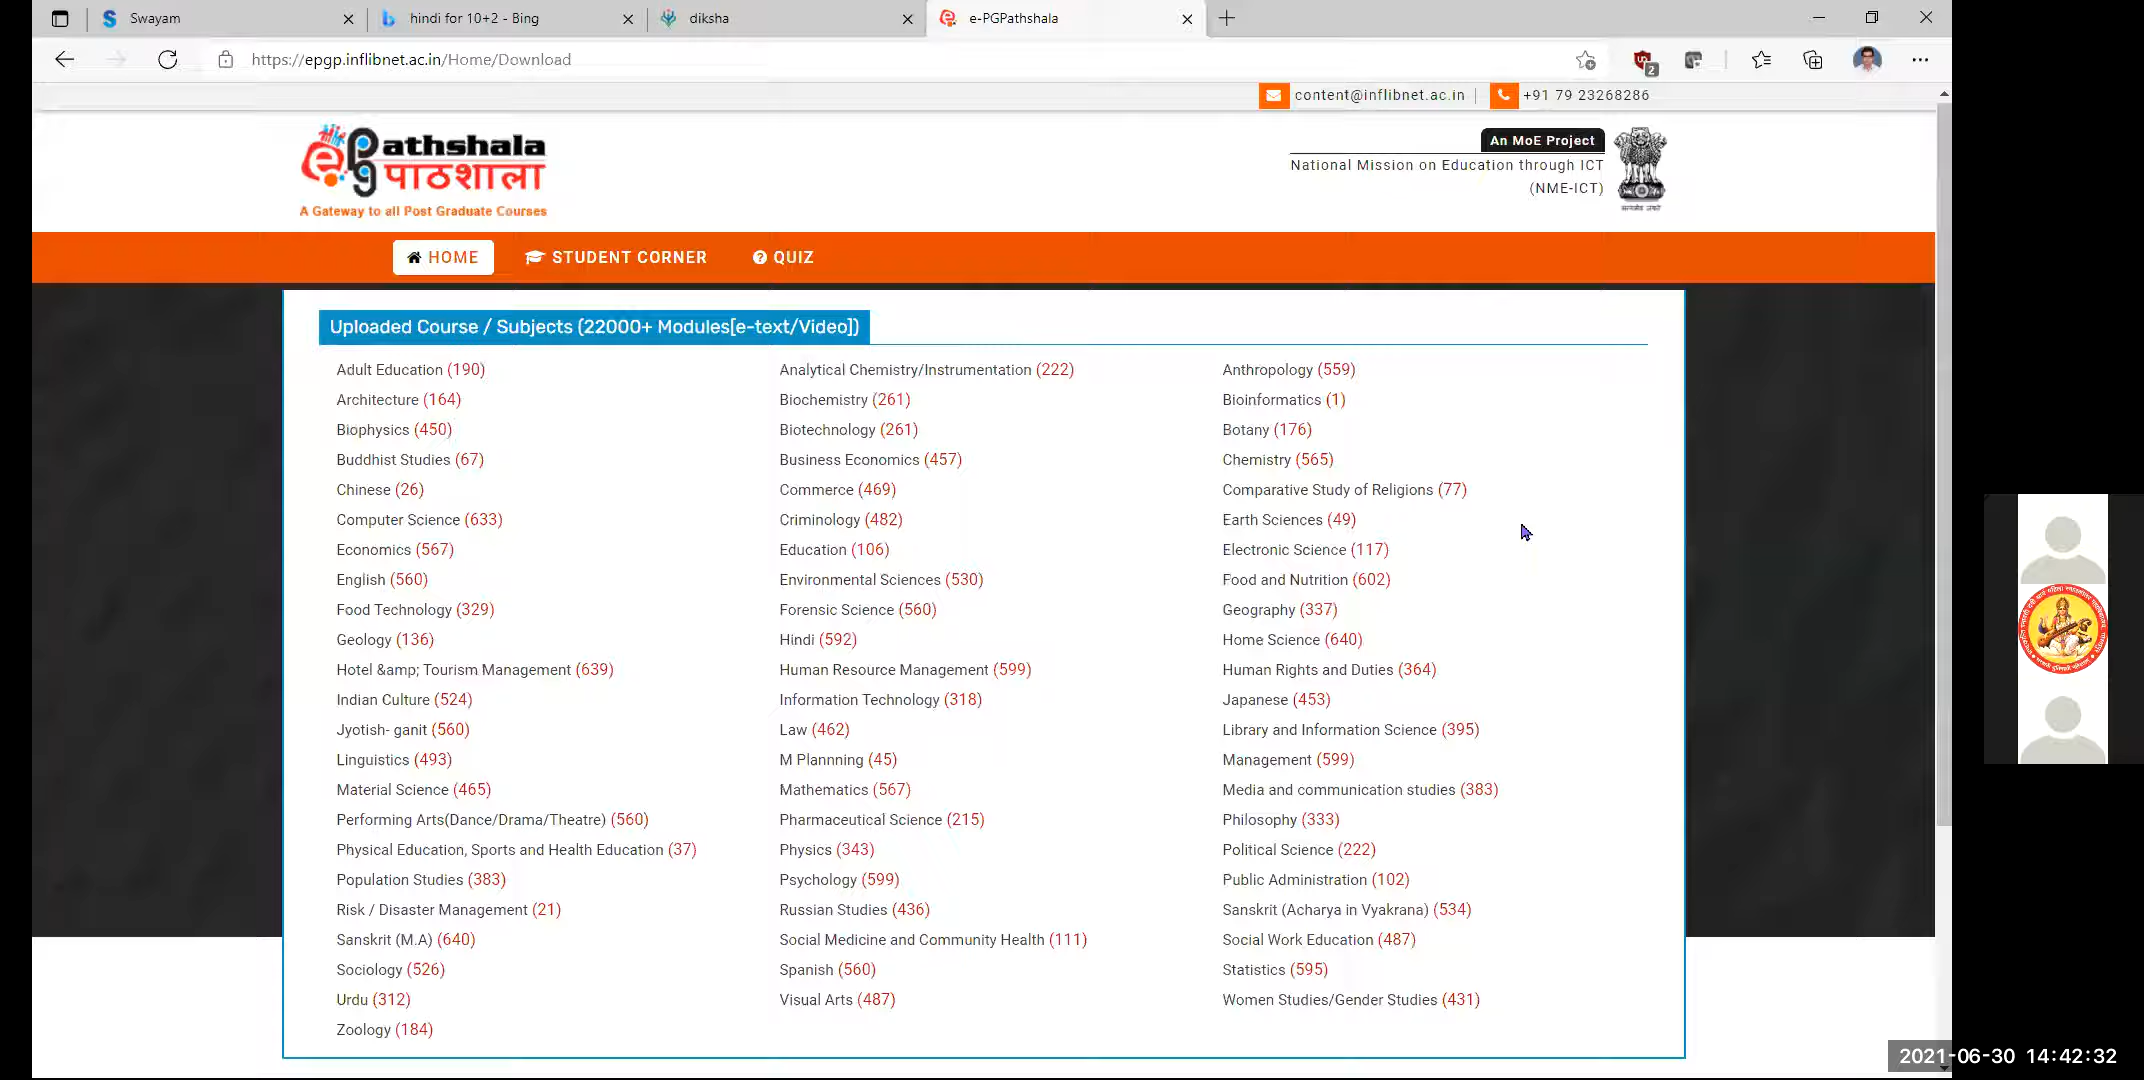 Swayam
hindi for 10+2 - Bing
diksha
e-PGPathshala
https://epgp.inflibnet.ac.in/Home/Download
2
content@inflibnet.ac.in
+91 79 23268286
ePG athshala
पाठशाला
A Gateway to all Post Graduate Courses
An MoE Project
National Mission on Education through ICT
(NME-ICT)
HOME
STUDENT CORNER
QUIZ
Uploaded Course / Subjects (22000+ Modules[e-text/Video])
Adult Education (190) Analytical Chemistry/Instrumentation (222) Anthropology (559)
Architecture (164) Biochemistry (261) Bioinformatics (1)
Biophysics (450) Biotechnology (261) Botany (176)
Buddhist Studies (67) Business Economics (457) Chemistry (565)
Chinese (26) Commerce (469) Comparative Study of Religions (77)
Computer Science (633) Criminology (482) Earth Sciences (49)
Economics (567) Education (106) Electronic Science (117)
English (560) Environmental Sciences (530) Food and Nutrition (602)
Food Technology (329) Forensic Science (560) Geography (337)
Geology (136) Hindi (592) Home Science (640)
Hotel &amp; Tourism Management (639) Human Resource Management (599) Human Rights and Duties (364)
Indian Culture (524) Information Technology (318) Japanese (453)
Jyotish- ganit (560) Law (462) Library and Information Science (395)
Linguistics (493) M Plannning (45) Management (599)
Material Science (465) Mathematics (567) Media and communication studies (383)
Performing Arts(Dance/Drama/Theatre) (560) Pharmaceutical Science (215) Philosophy (333)
Physical Education, Sports and Health Education (37) Physics (343) Political Science (222)
Population Studies (383) Psychology (599) Public Administration (102)
Risk / Disaster Management (21) Russian Studies (436) Sanskrit (Acharya in Vyakrana) (534)
Sanskrit (M.A) (640) Social Medicine and Community Health (111) Social Work Education (487)
Sociology (526) Spanish (560) Statistics (595)
Urdu (312) Visual Arts (487) Women Studies/Gender Studies (431)
Zoology (184)
2021-06-30 14:42:32